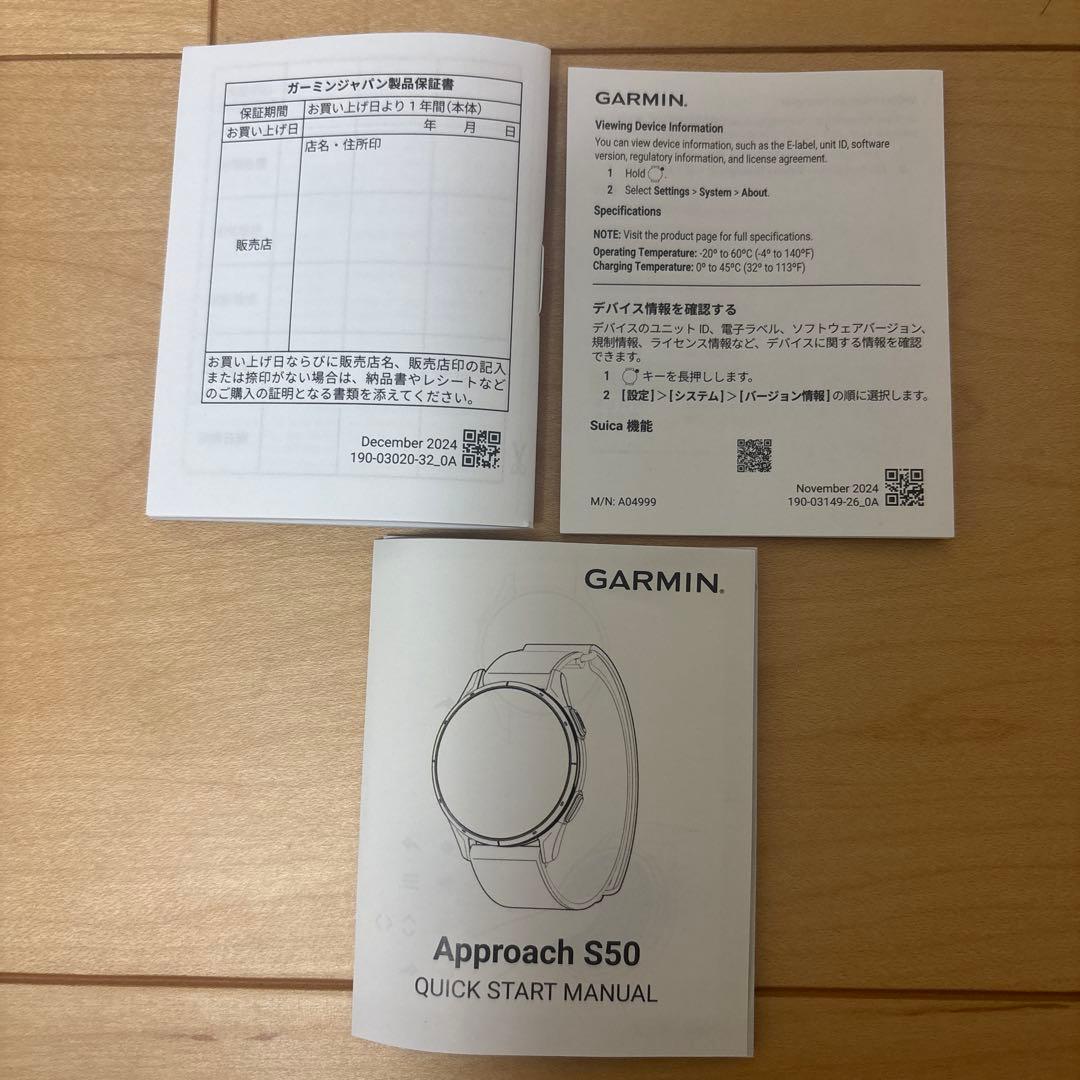 ガーミンジャパン製品保証書
保証期間 お買い上げ日より1年間(本体)
お買い上げ日 年 月 日
店名・住所印
販売店
お買い上げ日ならびに販売店名、販売店印の記入
または捺印がない場合は、納品書やレシートなど
のご購入の証明となる書類を添えてください。
December 2024
190-03020-32_0A
GARMIN®
Viewing Device Information
You can view device information, such as the E-label, unit ID, software
version, regulatory information, and license agreement.
1 Hold .
2 Select Settings > System > About.
Specifications
NOTE: Visit the product page for full specifications.
Operating Temperature: -20º to 60ºC (-4º to 140ºF)
Charging Temperature: 0º to 45ºC (32º to 113ºF)
デバイス情報を確認する
デバイスのユニット ID、電子ラベル、ソフトウェアバージョン、
規制情報、ライセンス情報など、デバイスに関する情報を確認
できます。
1 キーを長押しします。
2 [設定]>[システム]>[バージョン情報]の順に選択します。
Suica 機能
November 2024
M/N: A04999 190-03149-26_0A
GARMIN®
Approach S50
QUICK START MANUAL